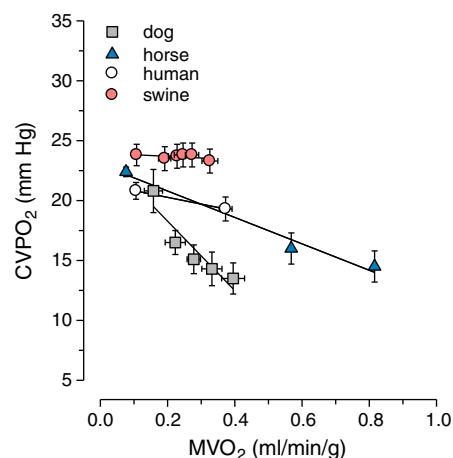 35
30
25
20
15
10
5
CVPO₂ (mm Hg)
dog
horse
human
swine
0.0 0.2 0.4 0.6 0.8 1.0
MVO₂ (ml/min/g)